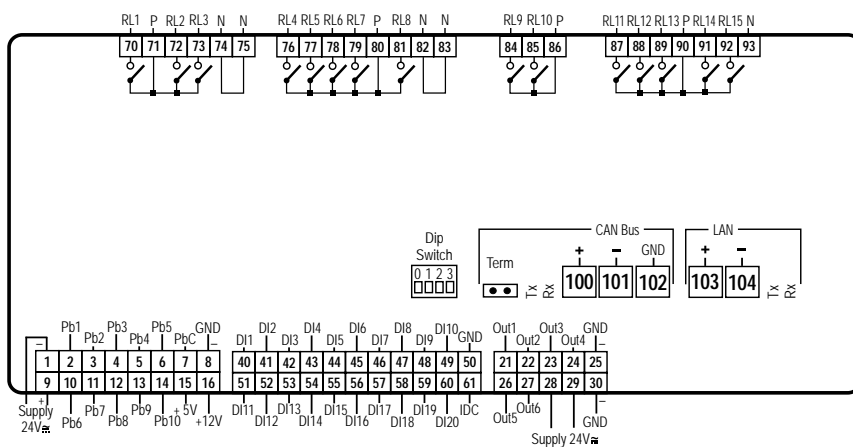 RL1 P RL2 RL3 N N RL4 RL5 RL6 RL7 P RL8 N N RL9 RL10 P RL11 RL12 RL13 P RL14 RL15 N
70 71 72 73 74 75 76 77 78 79 80 81 82 83 84 85 86 87 88 89 90 91 92 93
CAN Bus LAN
Dip
Switch
0 1 2 3
Term
Tx
Rx
+ − GND
100 101 102
+ −
103 104
Tx
Rx
Pb1 Pb3 Pb5 GND DI2 DI4 DI6 DI8 DI10 Out1 Out3 GND
− Pb2 Pb4 PbC − DI1 DI3 DI5 DI7 DI9 GND Out2 Out4 −
1 2 3 4 5 6 7 8 40 41 42 43 44 45 46 47 48 49 50 21 22 23 24 25
9 10 11 12 13 14 15 16 51 52 53 54 55 56 57 58 59 60 61 26 27 28 29 30
+ Pb7 Pb9 + 5V DI11 DI13 DI15 DI17 DI19 IDC Out6 −
Supply Pb6 Pb8 Pb10 +12V DI12 DI14 DI16 DI18 DI20 Out5 GND
24V Supply 24V